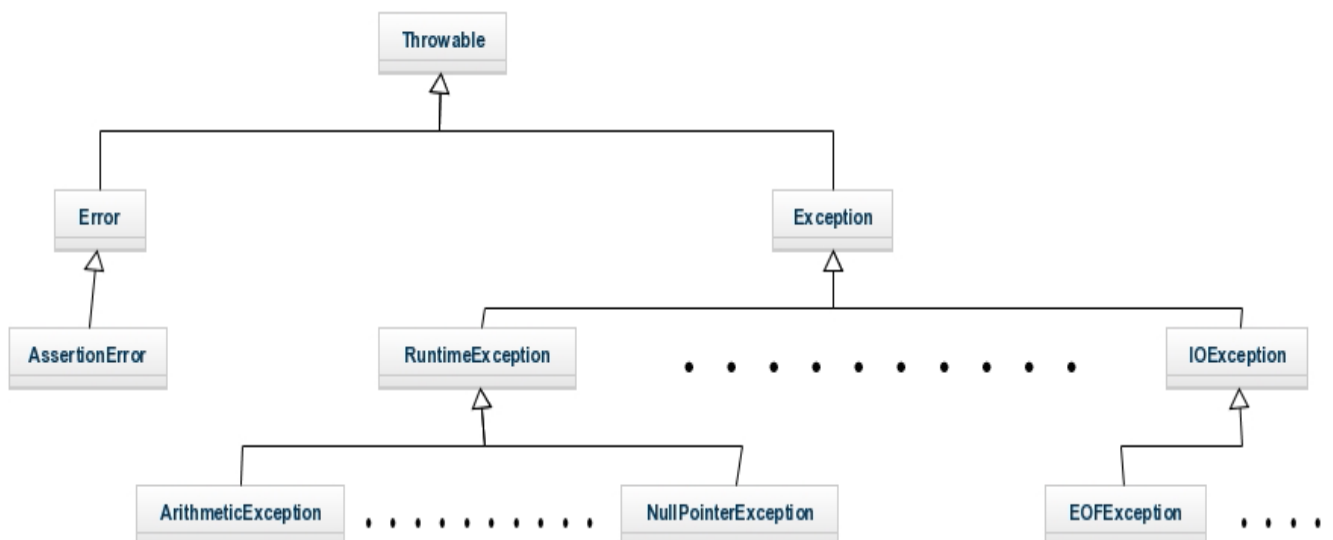 Throwable
Error
Exception
AssertionError
RuntimeException
IOException
ArithmeticException
NullPointerException
EOFException